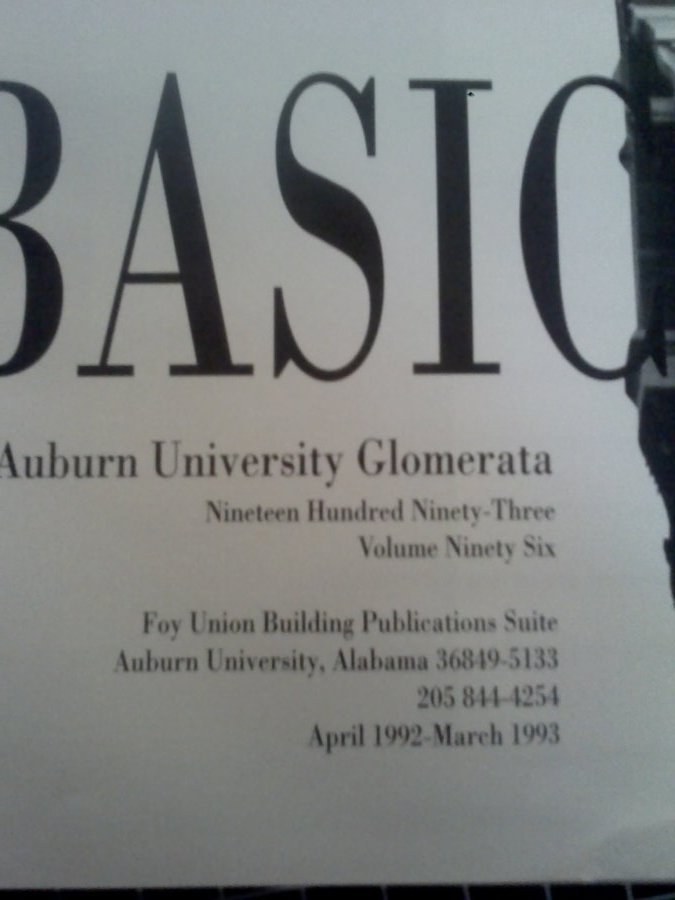 BASIC
Auburn University Glomerata
Nineteen Hundred Ninety-Three
Volume Ninety Six
Foy Union Building Publications Suite
Auburn University, Alabama 36849-5133
205 844-4254
April 1992-March 1993